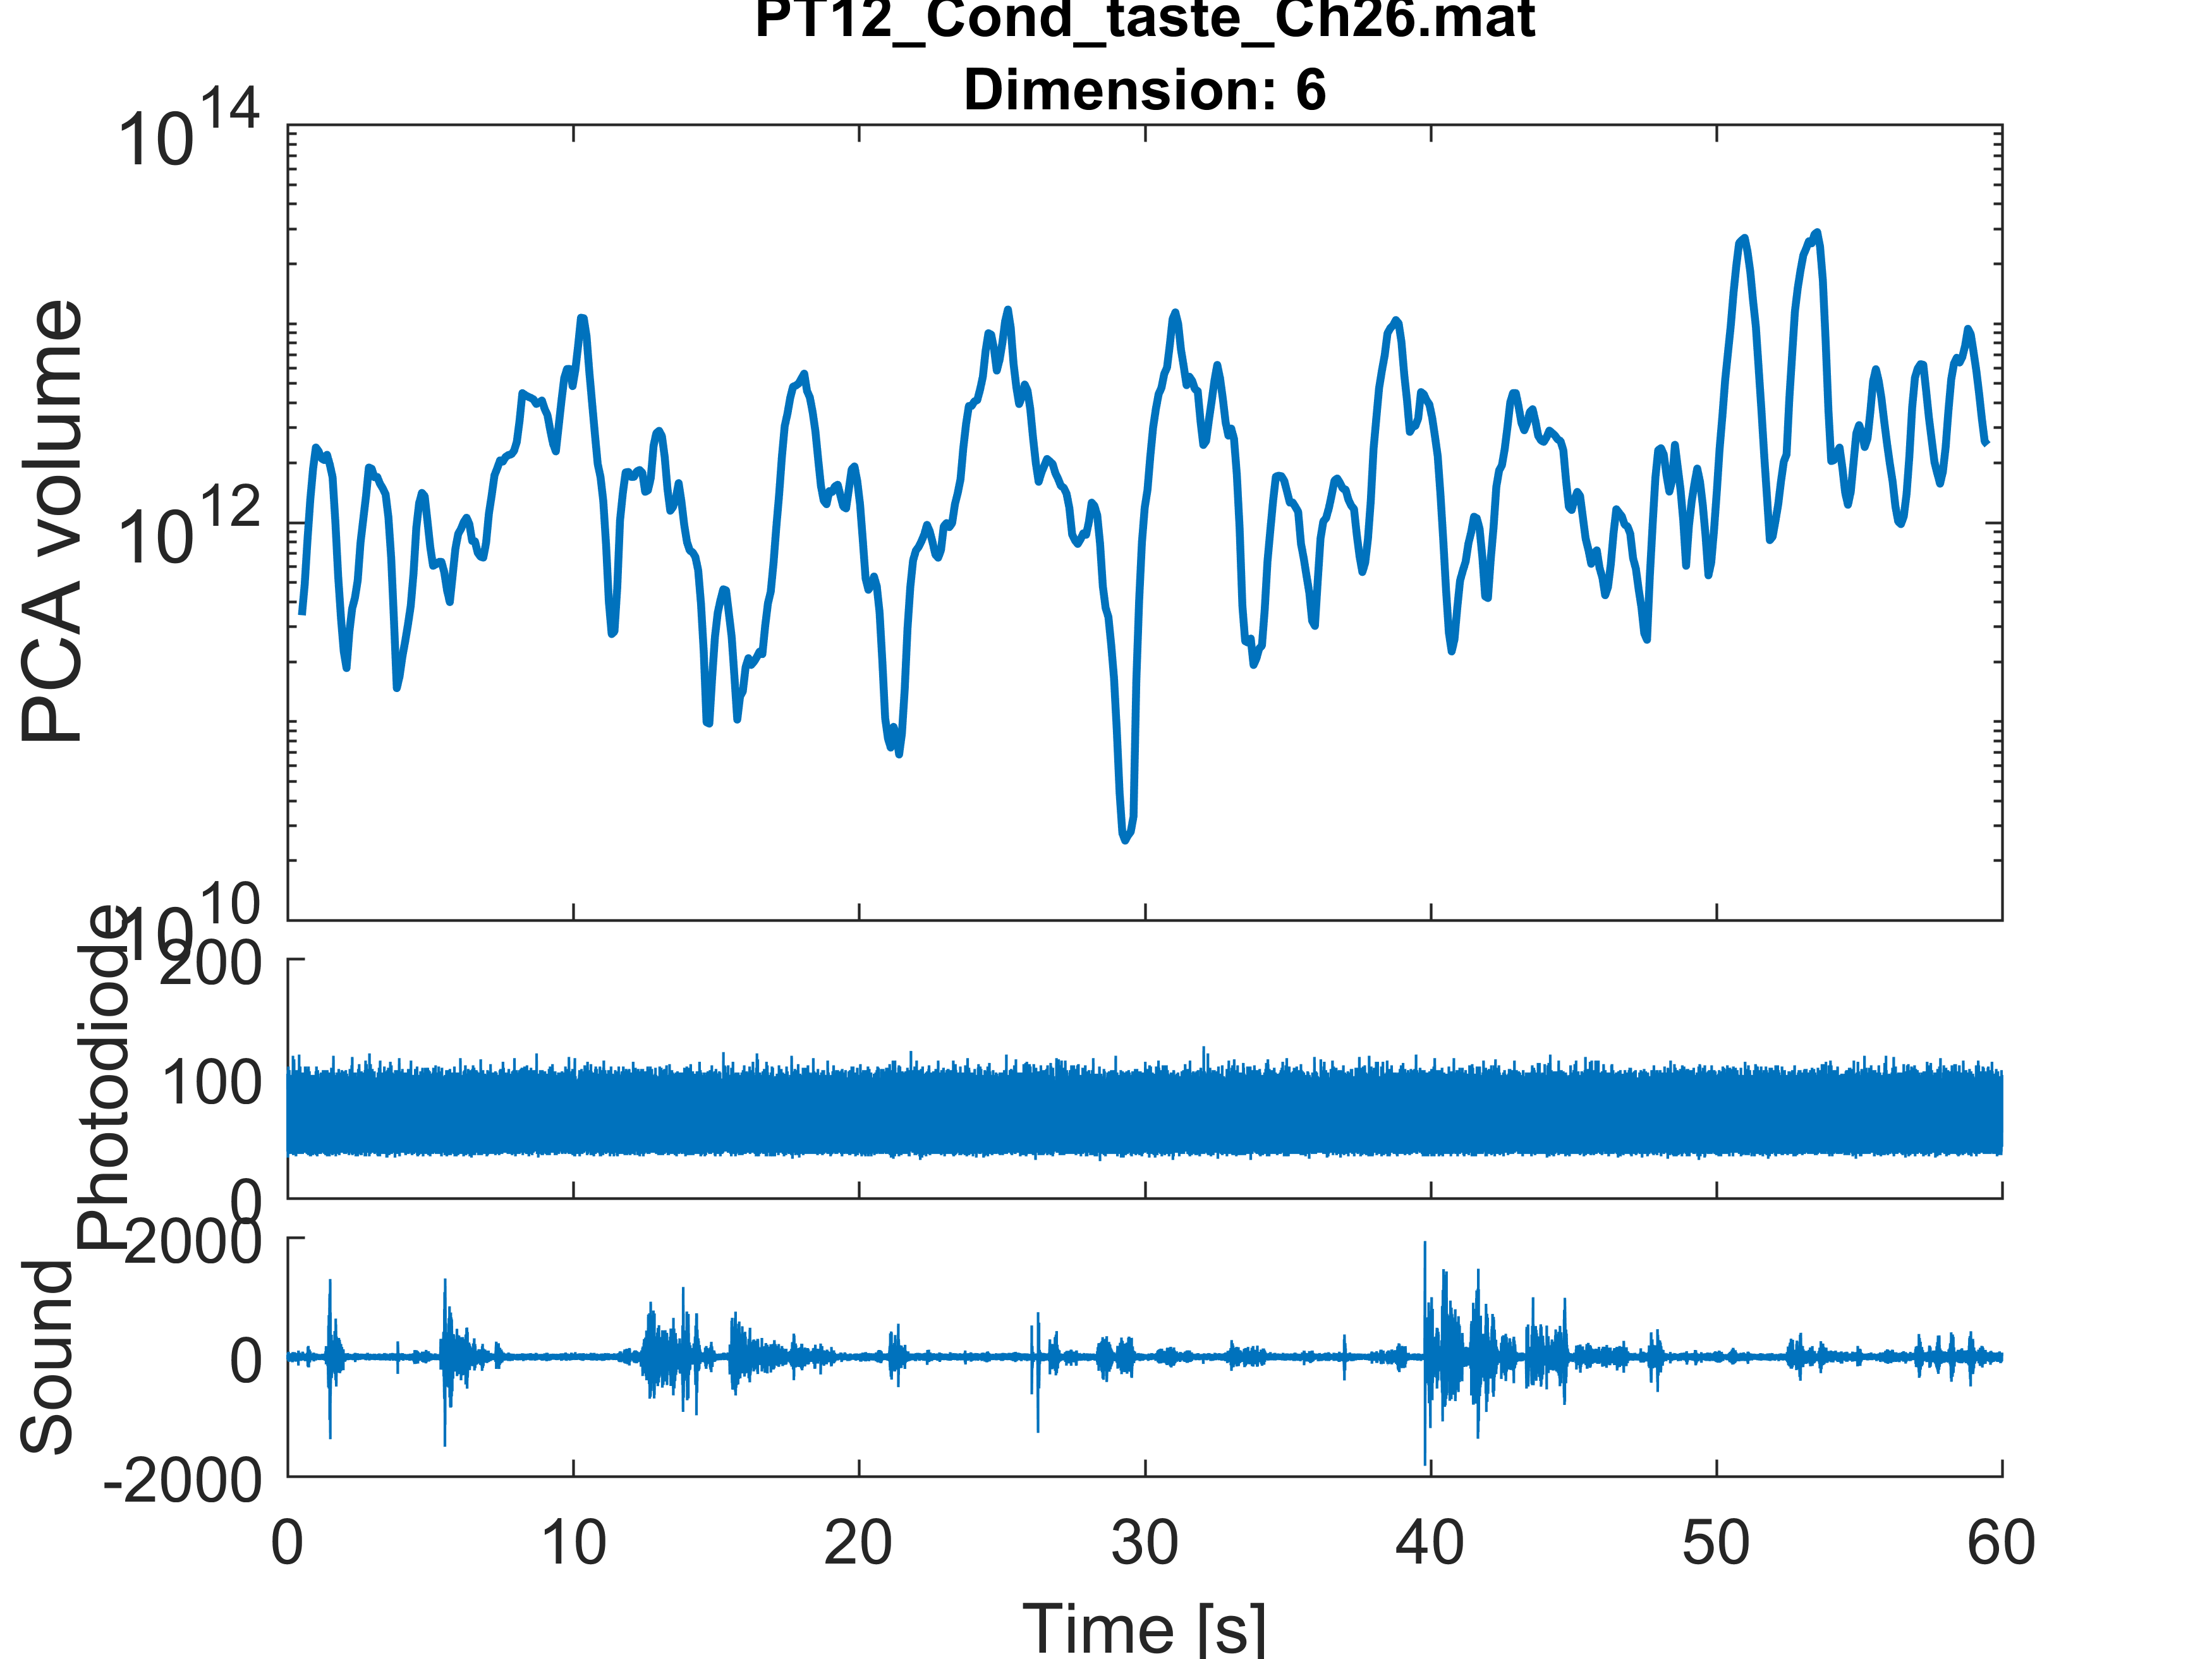 PT12_Cond_taste_Ch26.mat
Dimension: 6
10^14
10^12
10^10
PCA volume
200
100
0
Photodiode
2000
0
-2000
Sound
0 10 20 30 40 50 60
Time [s]